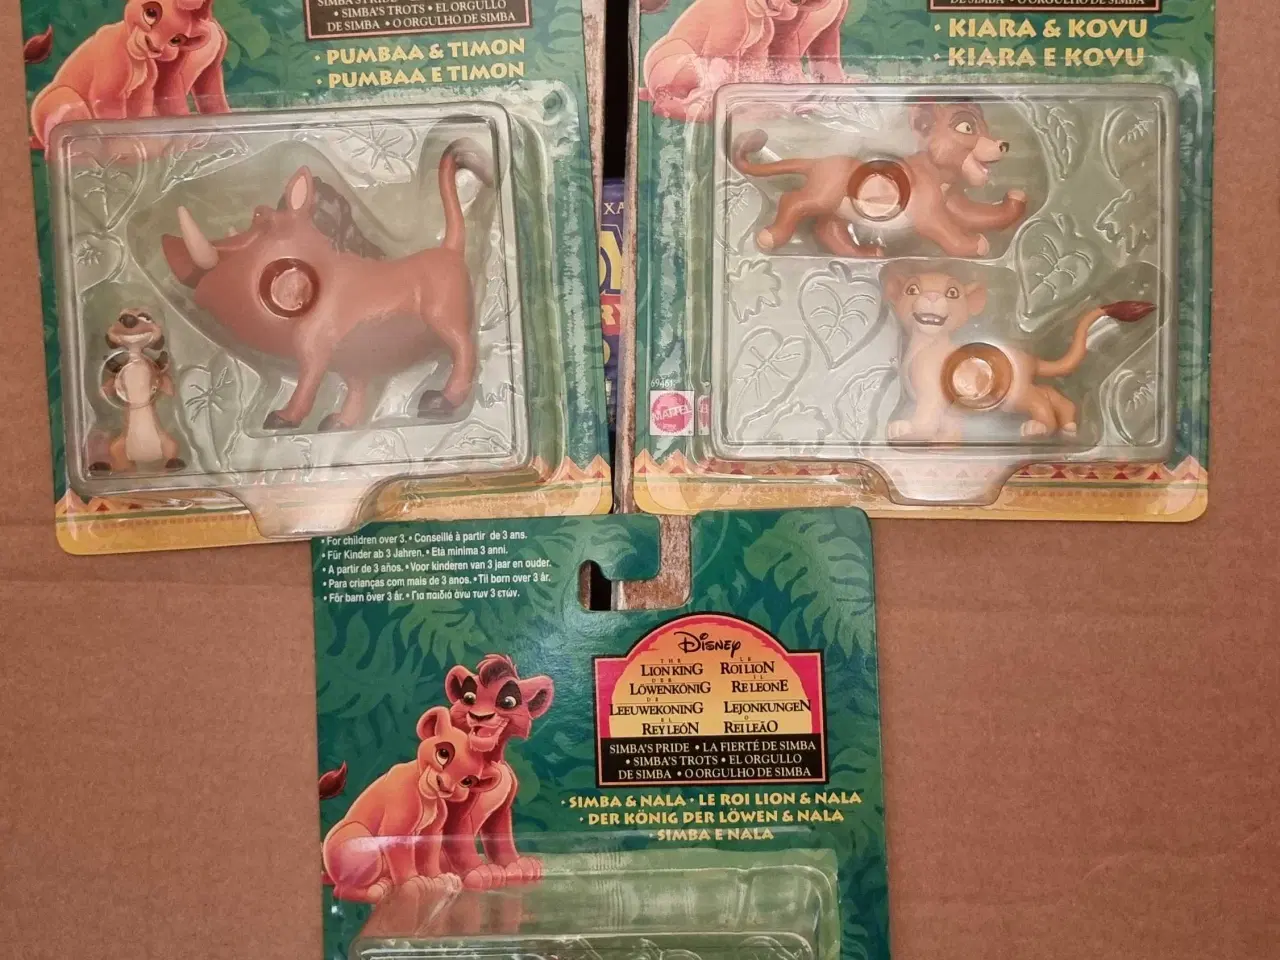 SIMBA'S PRIDE
• SIMBA'S TROTS • EL ORGULLO
DE SIMBA • O ORGULHO DE SIMBA
• PUMBAA & TIMON
• PUMBAA E TIMON
DE SIMBA • O ORGULHO DE SIMBA
• KIARA & KOVU
• KIARA E KOVU
XA
69461
MATTEL
• For children over 3. • Conseillé à partir de 3 ans.
• Für Kinder ab 3 Jahren. • Età minima 3 anni.
• A partir de 3 años. • Voor kinderen van 3 jaar en ouder.
• Para crianças com mais de 3 anos. • Til børn over 3 år.
• För barn över 3 år. • Για παιδιά άνω των 3 ετών.
Disney
THE LION KING LE ROI LION
DER LÖWENKÖNIG IL RE LEONE
DE LEEUWEKONING LEJONKUNGEN
EL REY LEÓN O REI LEÃO
SIMBA'S PRIDE • LA FIERTÉ DE SIMBA
• SIMBA'S TROTS • EL ORGULLO
DE SIMBA • O ORGULHO DE SIMBA
• SIMBA & NALA • LE ROI LION & NALA
• DER KÖNIG DER LÖWEN & NALA
• SIMBA E NALA